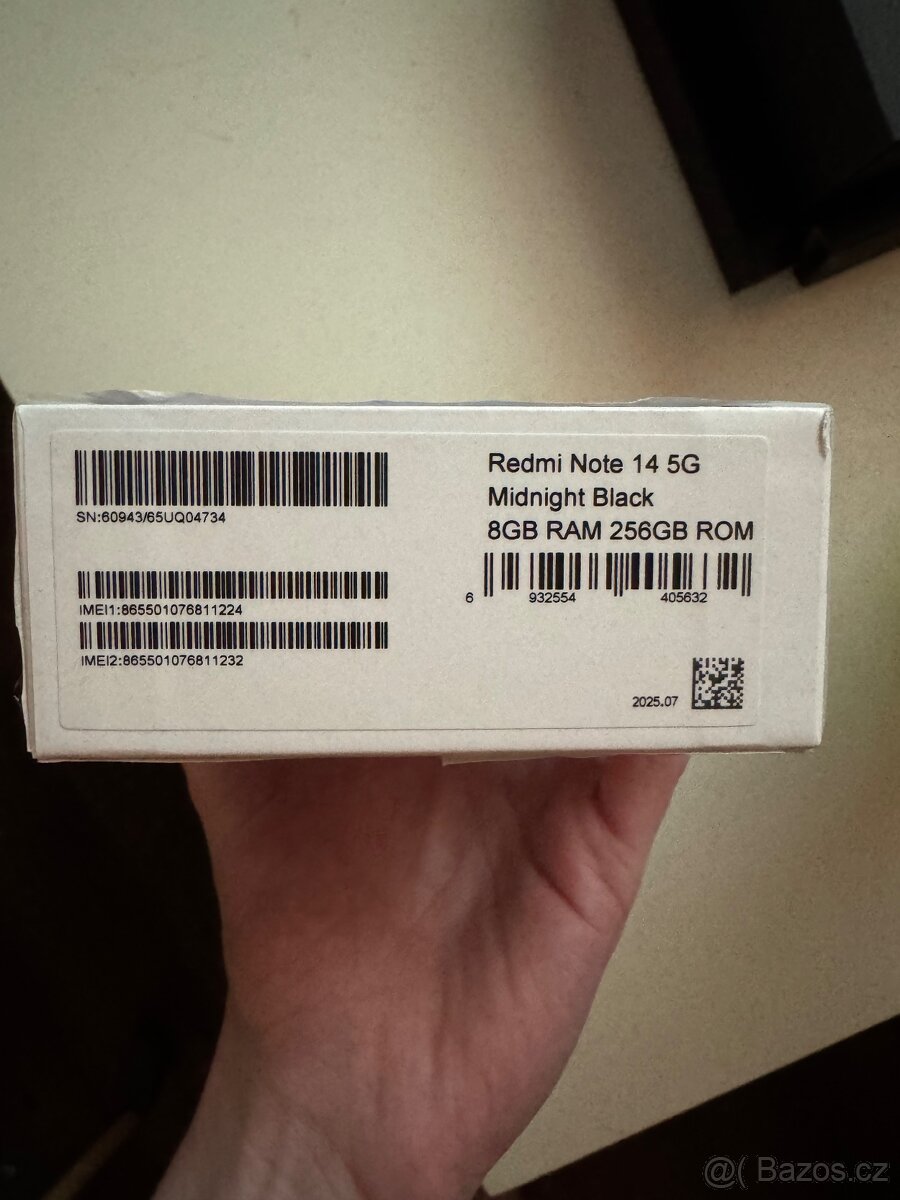 SN:60943/65UQ04734
IMEI1:865501076811224
IMEI2:865501076811232
Redmi Note 14 5G
Midnight Black
8GB RAM 256GB ROM
6 932554 405632
2025.07
@( Bazos.cz